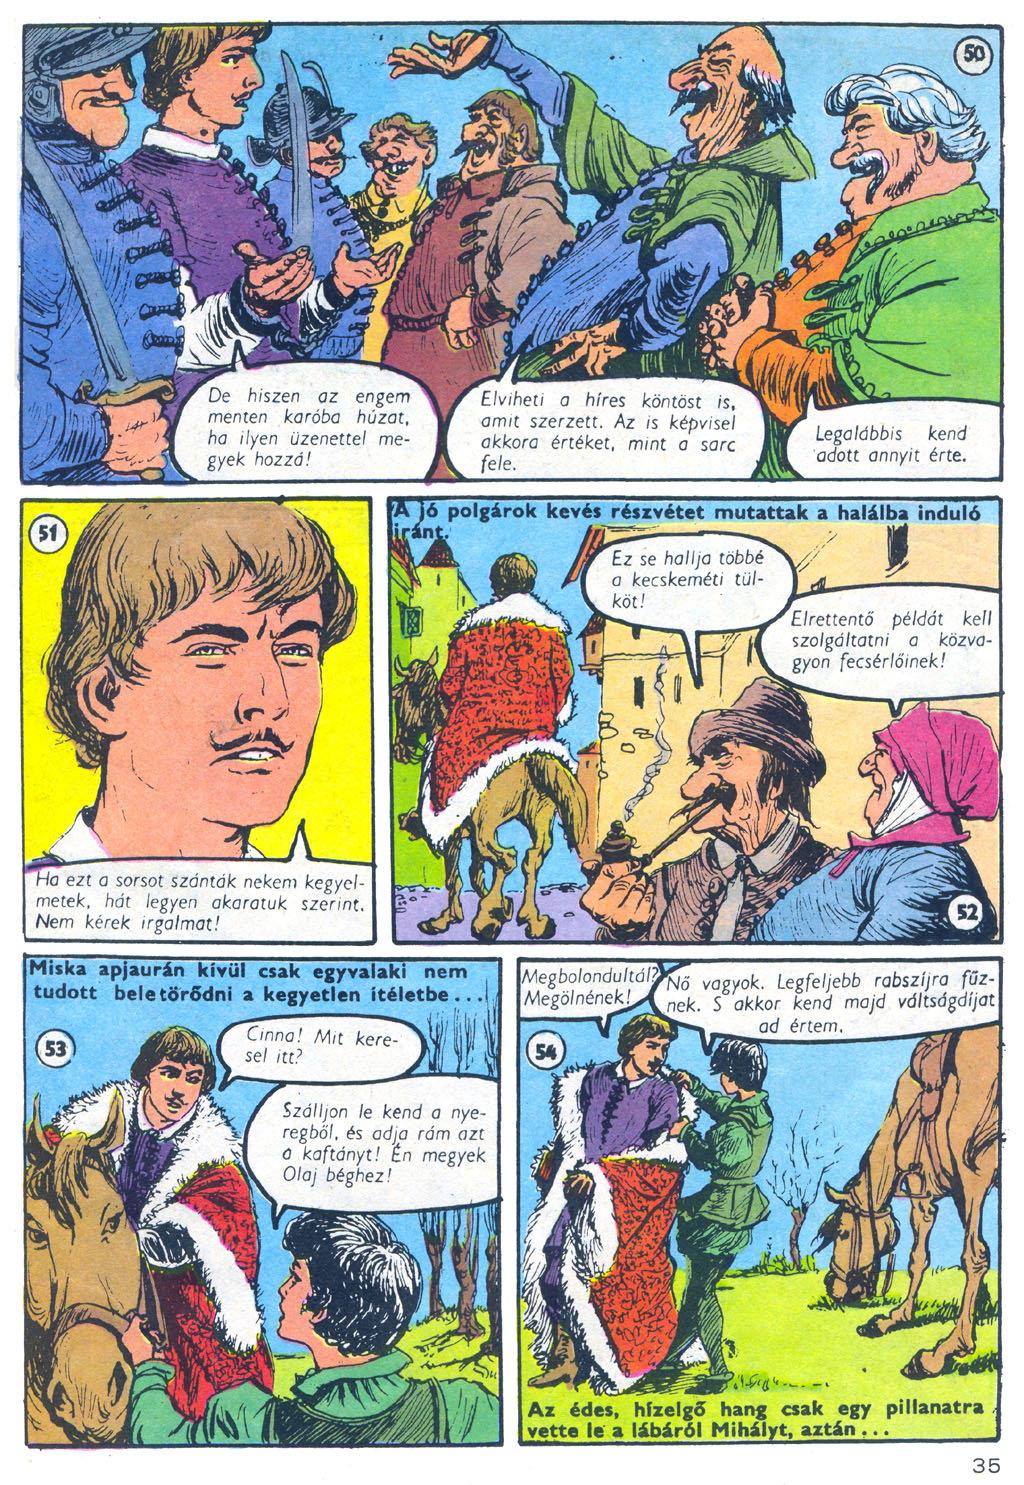 50
De hiszen az engem
menten karóba húzat,
ha ilyen üzenettel me-
gyek hozzá!
Elviheti a híres köntöst is,
amit szerzett. Az is képvisel
akkora értéket, mint a sarc
fele.
Legalábbis kend
adott annyit érte.
51
Ha ezt a sorsot szánták nekem kegyel-
metek, hát legyen akaratuk szerint.
Nem kérek irgalmat!
A jó polgárok kevés részvétet mutattak a halálba induló
iránt.
Ez se hallja többé
a kecskeméti tül-
köt!
Elrettentő példát kell
szolgáltatni a közva-
gyon fecsérlőinek!
52
Miska apjaurán kívül csak egyvalaki nem
tudott beletörődni a kegyetlen ítéletbe...
53
Cinna! Mit kere-
sel itt?
Szálljon le kend a nye-
regből, és adja rám azt
a kaftányt! Én megyek
Olaj béghez!
54
Megbolondultál?
Megölnének!
Nő vagyok. Legfeljebb rabszíjra fűz-
nek. S akkor kend majd váltságdíjat
ad értem.
Az édes, hízelgő hang csak egy pillanatra
vette le a lábáról Mihályt, aztán...
35